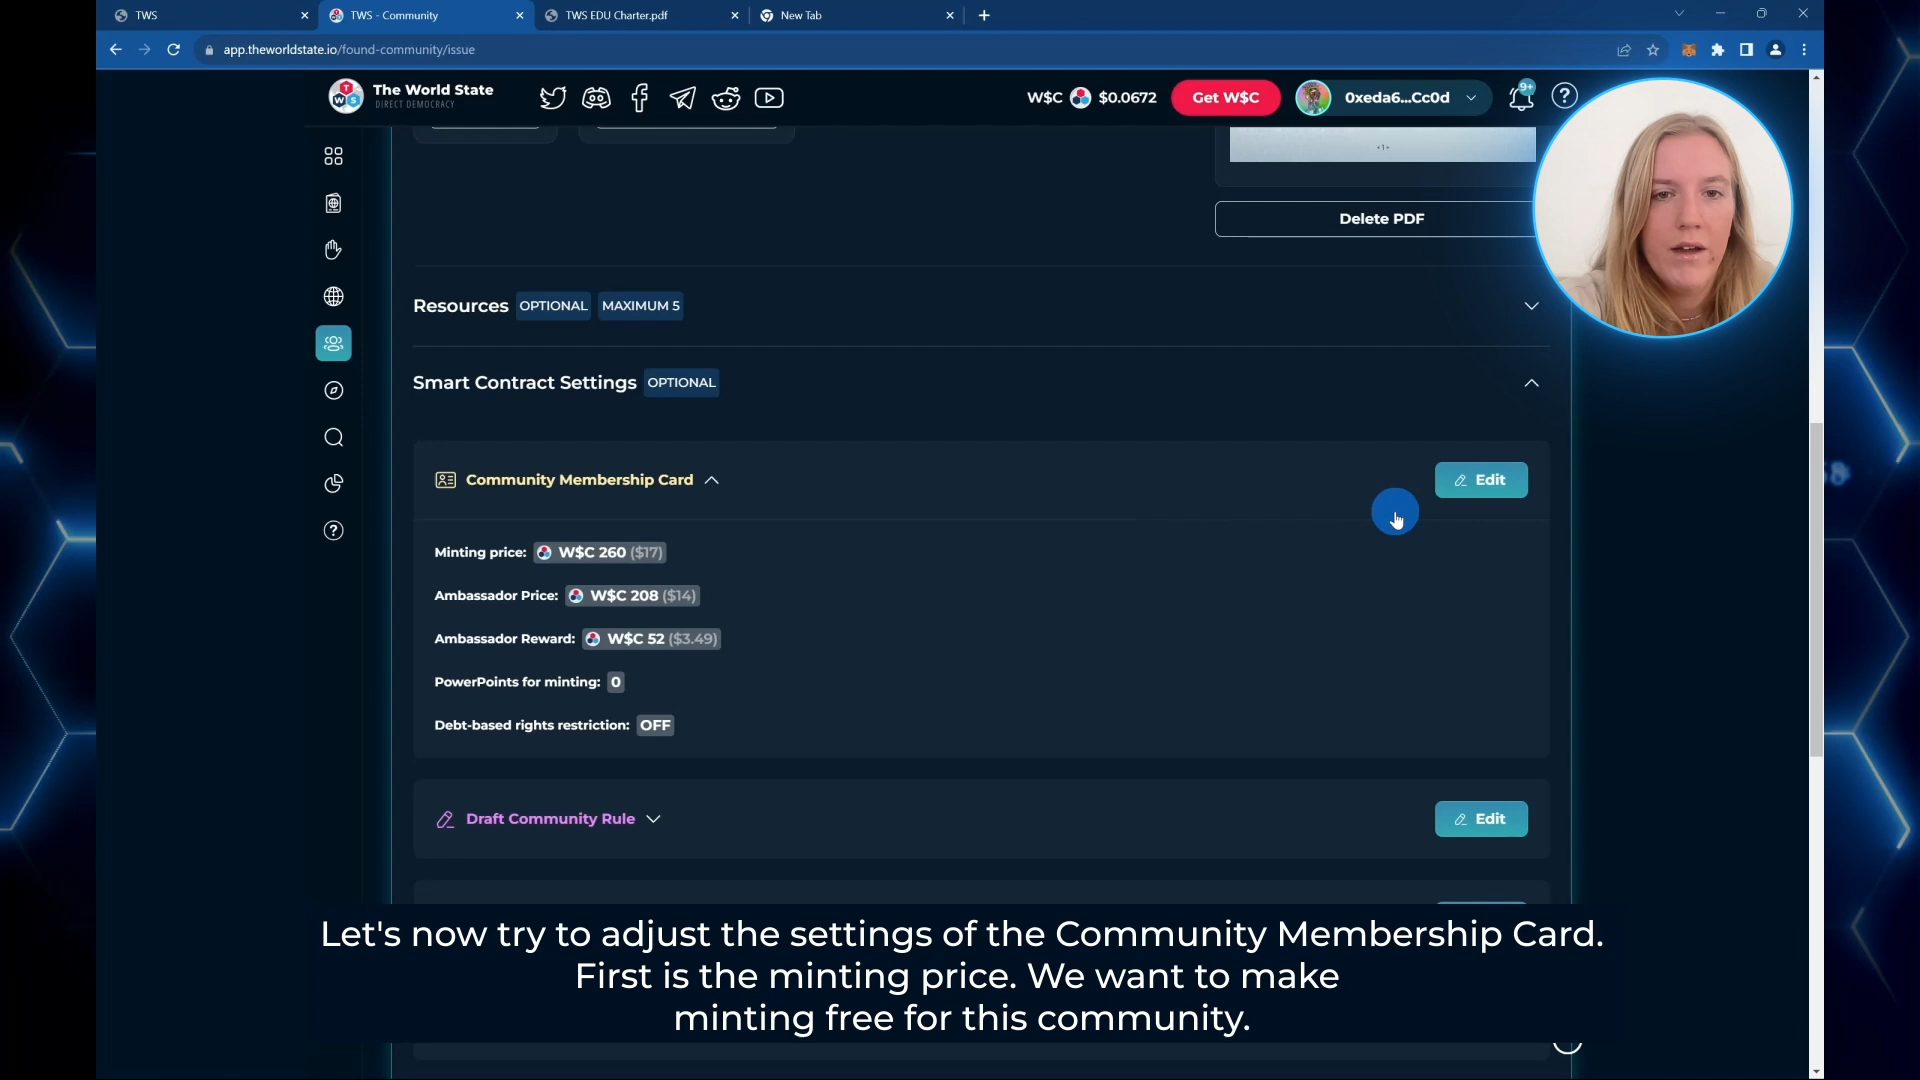 TWS
TWS - Community
TWS EDU Charter.pdf
New Tab
app.theworldstate.io/found-community/issue
The World State
DIRECT DEMOCRACY
W$C $0.0672
Get W$C
0xeda6...Cc0d
9+
<1>
Delete PDF
Resources OPTIONAL MAXIMUM 5
Smart Contract Settings OPTIONAL
Community Membership Card
Edit
Minting price: W$C 260 ($17)
Ambassador Price: W$C 208 ($14)
Ambassador Reward: W$C 52 ($3.49)
PowerPoints for minting: 0
Debt-based rights restriction: OFF
Draft Community Rule
Edit
Let's now try to adjust the settings of the Community Membership Card.
First is the minting price. We want to make
minting free for this community.